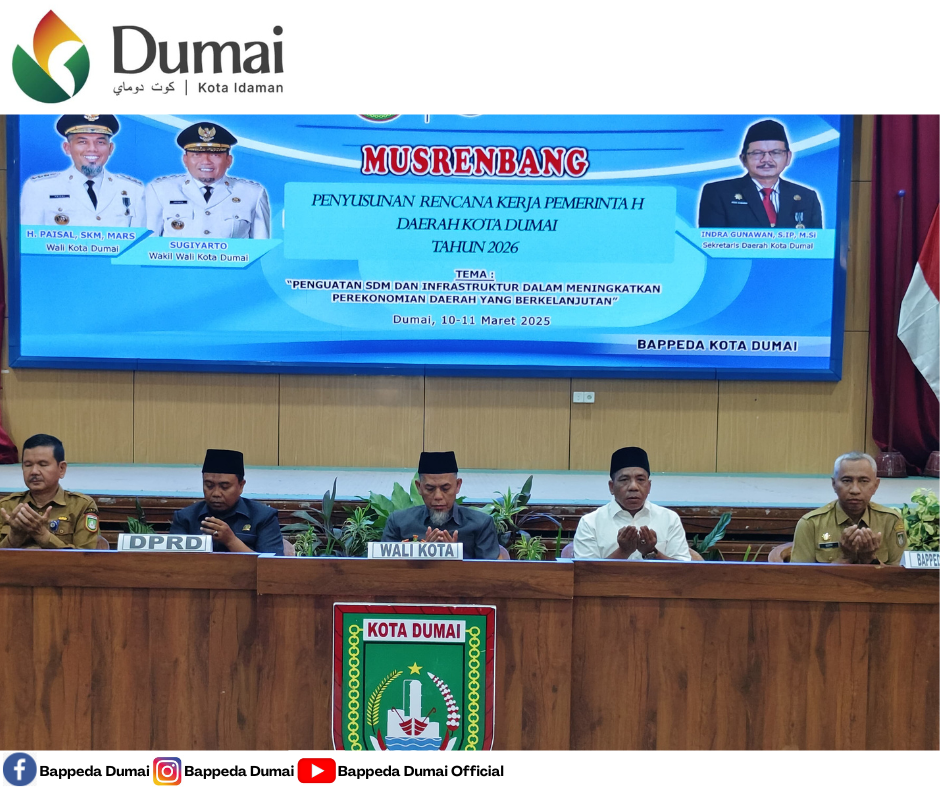 Dumai
كوت دوماي | Kota Idaman
MUSRENBANG
PENYUSUNAN RENCANA KERJA PEMERINTA H
DAERAH KOTA DUMAI
TAHUN 2026
TEMA :
"PENGUATAN SDM DAN INFRASTRUKTUR DALAM MENINGKATKAN
PEREKONOMIAN DAERAH YANG BERKELANJUTAN"
Dumai, 10-11 Maret 2025
BAPPEDA KOTA DUMAI
H. PAISAL, SKM, MARS
Wali Kota Dumai
SUGIYARTO
Wakil Wali Kota Dumai
INDRA GUNAWAN, S.IP, M.Si
Sekretaris Daerah Kota Dumai
DPRD
WALI KOTA
BAPPED
KOTA DUMAI
Bappeda Dumai Bappeda Dumai Bappeda Dumai Official